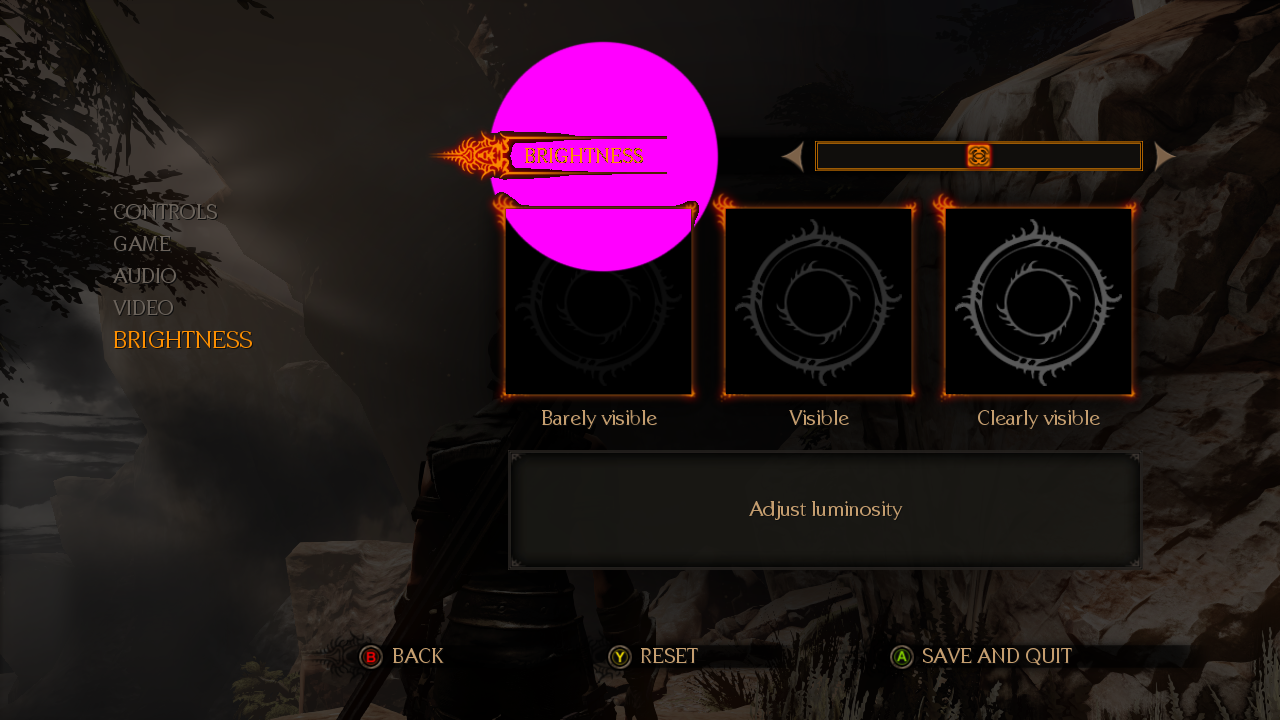 BRIGHTNESS
CONTROLS
GAME
AUDIO
VIDEO
BRIGHTNESS
Barely visible
Visible
Clearly visible
Adjust luminosity
B BACK
Y RESET
A SAVE AND QUIT